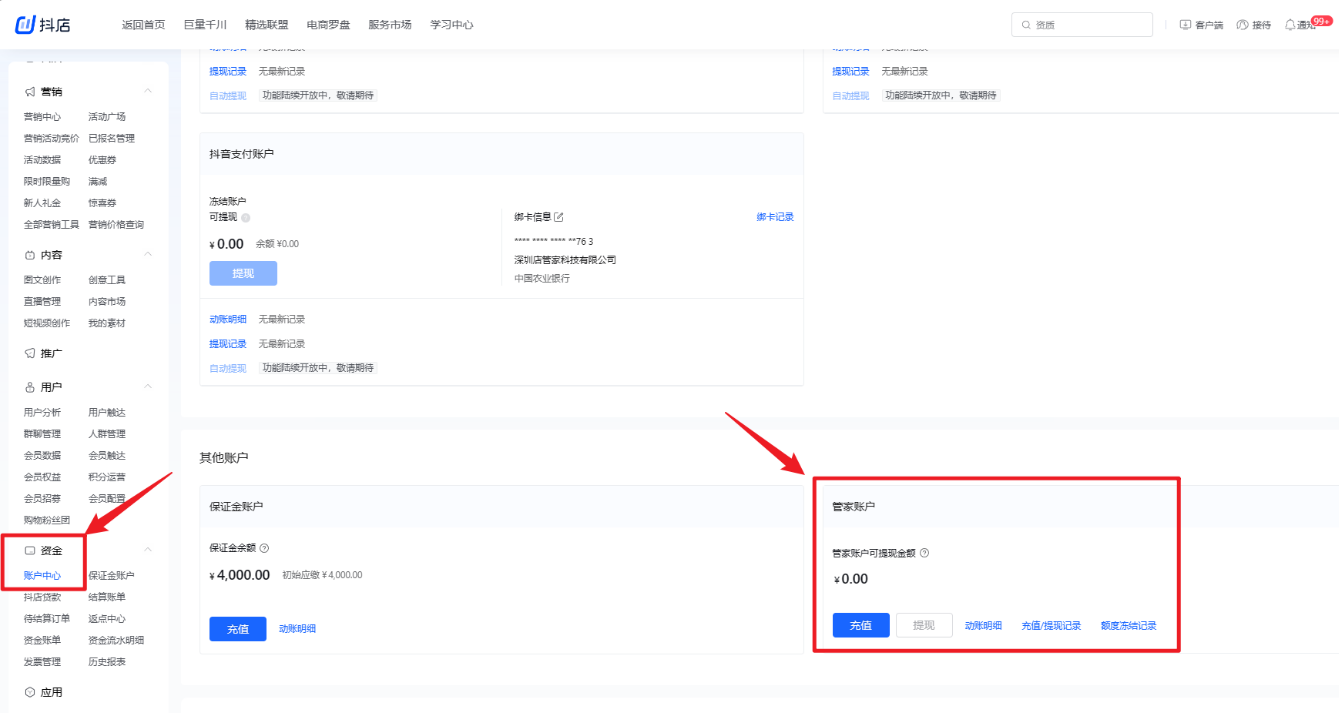 抖店 返回首页 巨量千川 精选联盟 电商罗盘 服务市场 学习中心 资质 客户端 接待 通知 99+
营销
营销中心 活动广场
营销活动竞价 已报名管理
活动数据 优惠券
限时限量购 满减
新人礼金 惊喜券
全部营销工具 营销价格查询
内容
图文创作 创意工具
直播管理 内容市场
短视频创作 我的素材
推广
用户
用户分析 用户触达
群聊管理 人群管理
会员数据 会员触达
会员权益 积分运营
会员招募 会员配置
购物粉丝团
资金
账户中心 保证金账户
抖店贷款 结算账单
待结算订单 返点中心
资金账单 资金流水明细
发票管理 历史报表
应用
提现记录 无最新记录
自动提现 功能陆续开放中，敬请期待
提现记录 无最新记录
自动提现 功能陆续开放中，敬请期待
抖音支付账户
冻结账户
可提现
¥0.00 余额 ¥0.00
提现
绑卡信息 绑卡记录
**** **** **** **76 3
深圳店管家科技有限公司
中国农业银行
动账明细 无最新记录
提现记录 无最新记录
自动提现 功能陆续开放中，敬请期待
其他账户
保证金账户
保证金余额
¥4,000.00 初始应缴 ¥4,000.00
充值 动账明细
管家账户
管家账户可提现金额
¥0.00
充值 提现 动账明细 充值/提现记录 额度冻结记录